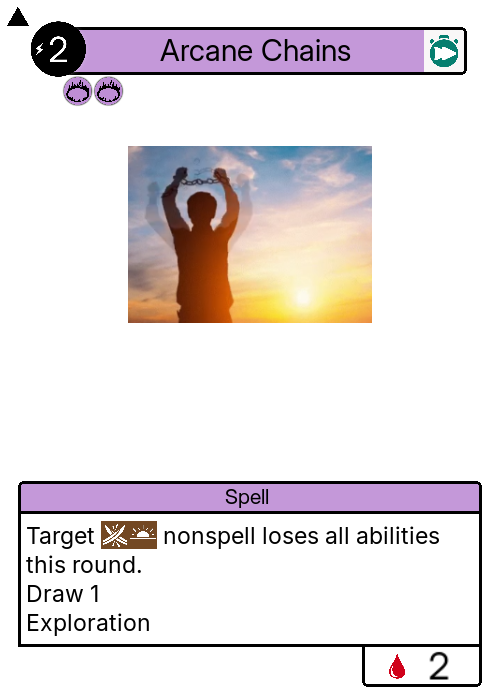 2
Arcane Chains
Spell
Target nonspell loses all abilities
this round.
Draw 1
Exploration
2